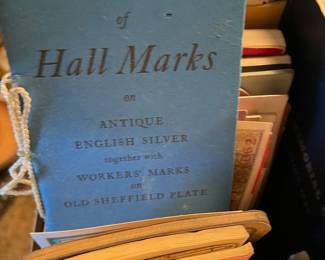 of
Hall Marks
on
ANTIQUE
ENGLISH SILVER
together with
WORKERS' MARKS
on
OLD SHEFFIELD PLATE